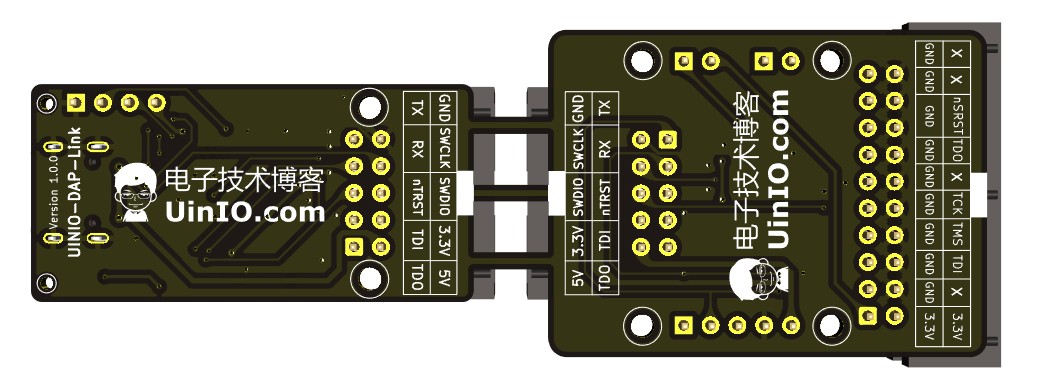 Version 1.0.0
UINIO-DAP-Link
电子技术博客
UinIO.com
TX GND
RX SWCLK
nTRST SWDIO
TDI 3.3V
TDO 5V
GND TX
SWCLK RX
SWDIO nTRST
3.3V TDI
5V TDO
电子技术博客
UinIO.com
GND X
GND X
GND nSRST
GND TDO
GND X
GND TCK
GND TMS
GND TDI
GND X
3.3V 3.3V